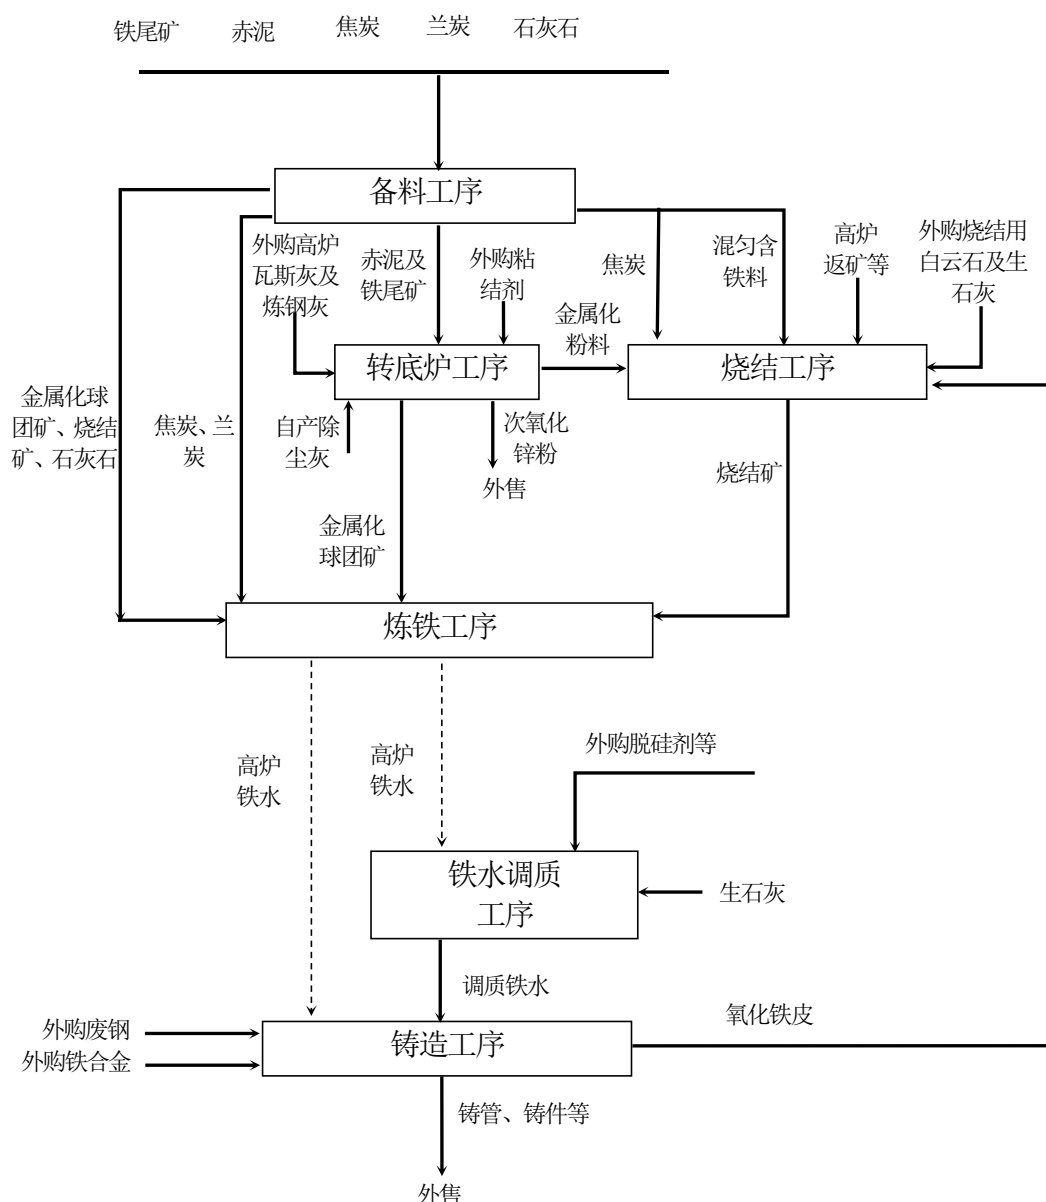 铁尾矿
赤泥
焦炭
兰炭
石灰石
备料工序
外购高炉
瓦斯灰及
炼钢灰
赤泥及
铁尾矿
外购粘
结剂
焦炭
混匀含
铁料
高炉
返矿等
外购烧结用
白云石及生
石灰
金属化
粉料
转底炉工序
烧结工序
金属化球
团矿、烧结
矿、石灰石
焦炭、兰
炭
自产除
尘灰
次氧化
锌粉
外售
烧结矿
金属化
球团矿
炼铁工序
高炉
铁水
高炉
铁水
外购脱硅剂等
铁水调质
工序
生石灰
调质铁水
氧化铁皮
外购废钢
外购铁合金
铸造工序
铸管、铸件等
外售